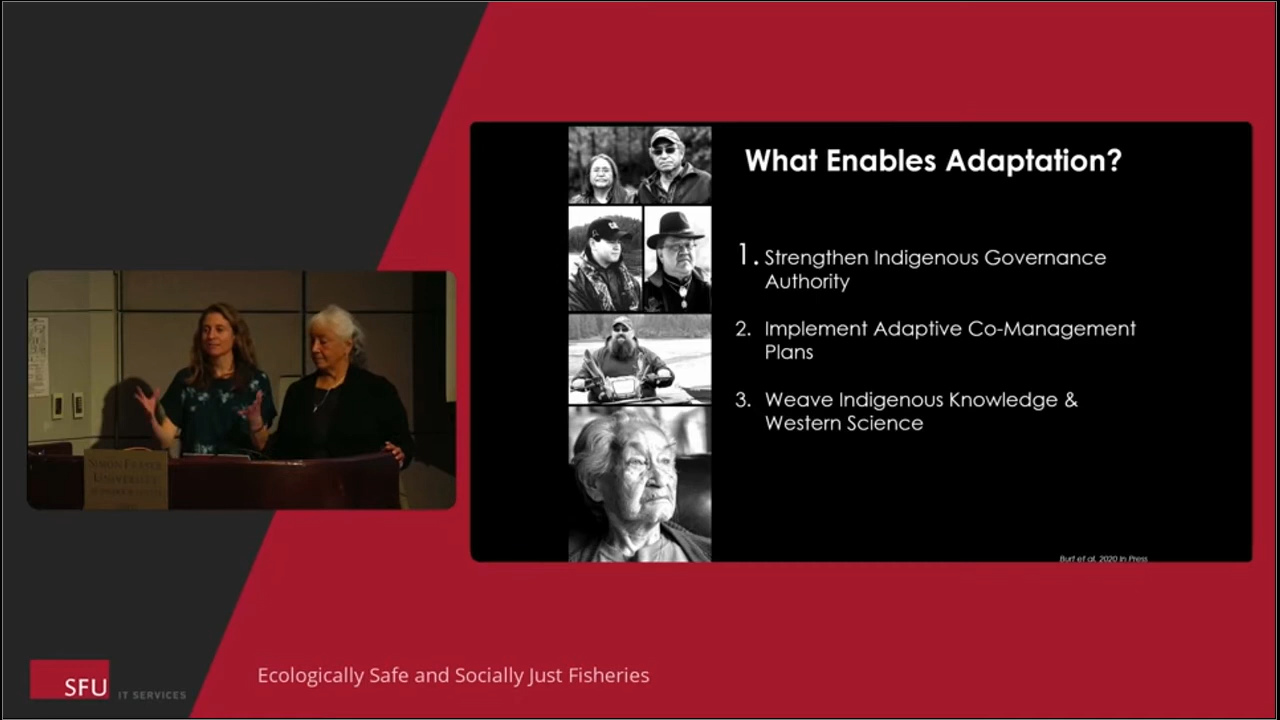 What Enables Adaptation?
1. Strengthen Indigenous Governance
Authority
2. Implement Adaptive Co-Management
Plans
3. Weave Indigenous Knowledge &
Western Science
Burt et al, 2020 In Press
SIMON FRASER
UNIVERSITY
Ecologically Safe and Socially Just Fisheries
SFU IT SERVICES